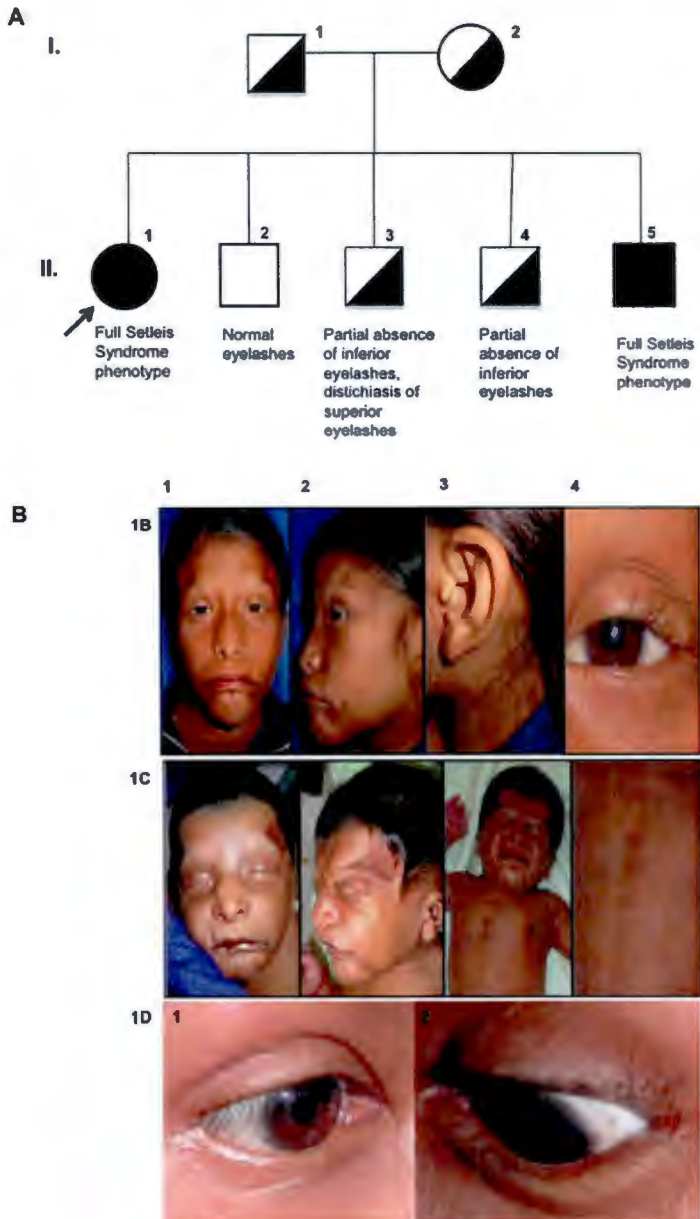 A
I.
1
2
II.
1
2
3
4
5
Full Setleis
Syndrome
phenotype
Normal
eyelashes
Partial absence
of inferior
eyelashes,
distichiasis of
superior
eyelashes
Partial
absence of
inferior
eyelashes
Full Setleis
Syndrome
phenotype
1
2
3
4
B
1B
1C
1D
1
2